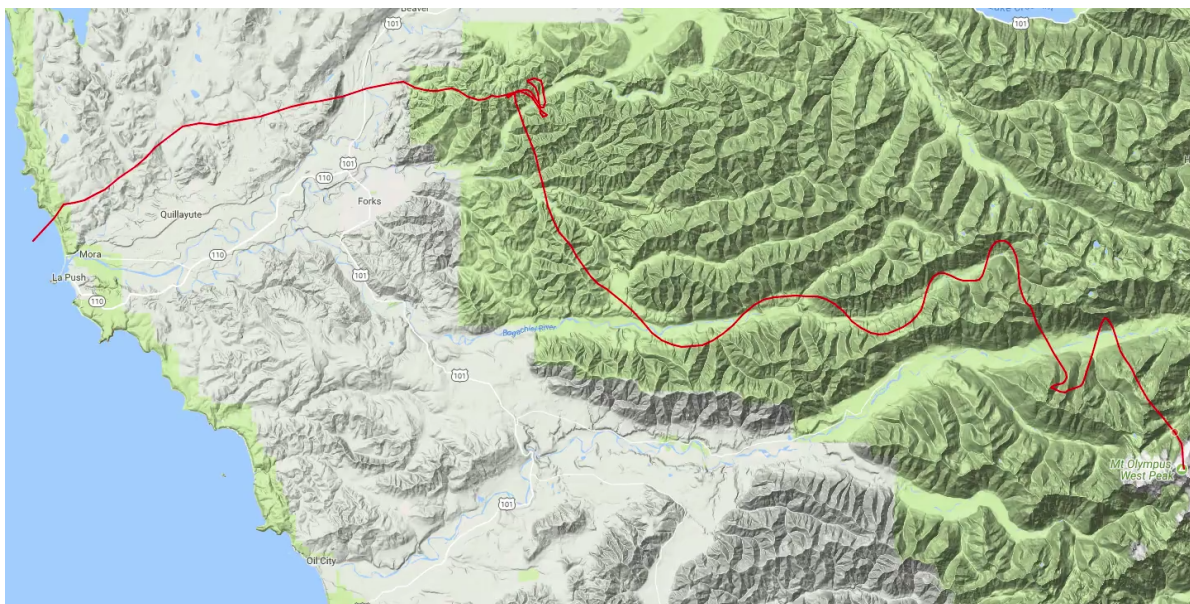 Beaver
101
101
101
110
Forks
Quillayute
110
Mora
La Push
101
110
Bogachiel River
101
Mt Olympus
West Peak
101
Oil City